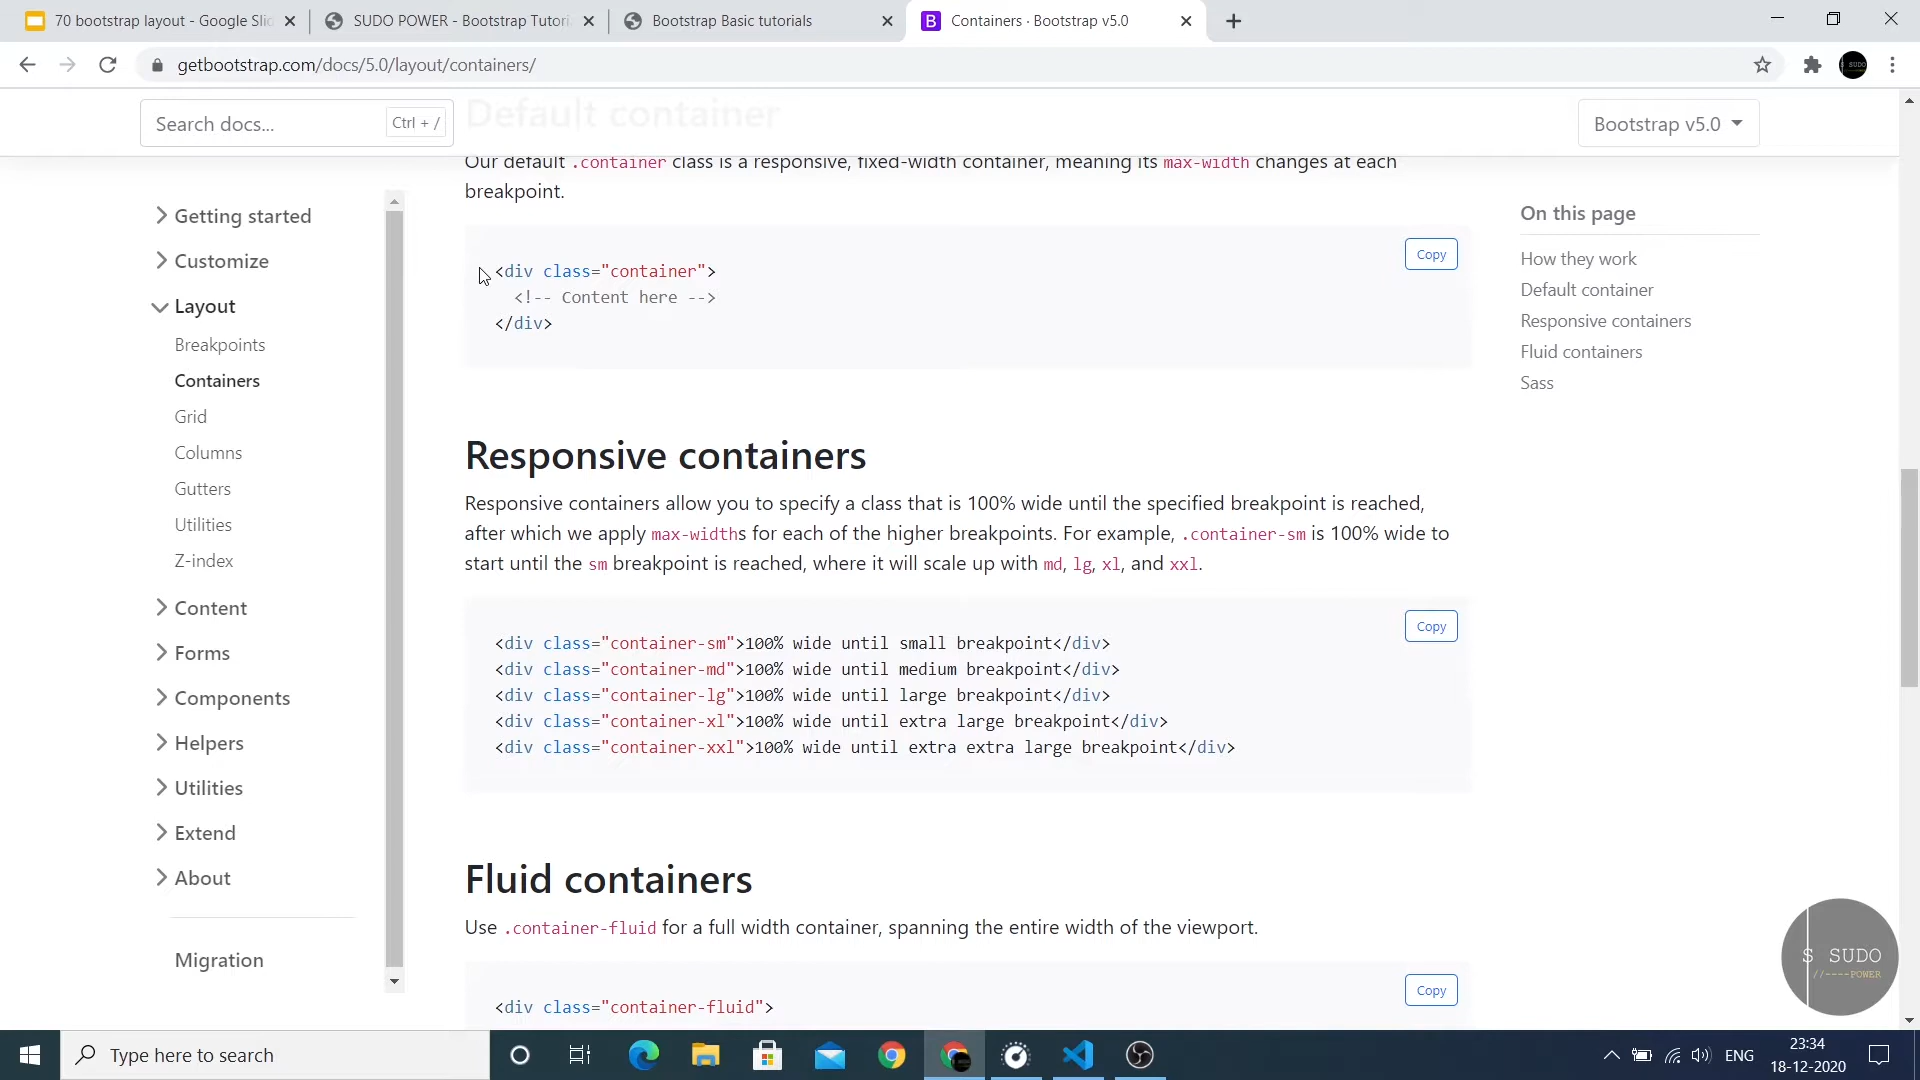 70 bootstrap layout - Google Slid
SUDO POWER - Bootstrap Tutori
Bootstrap Basic tutorials
Containers · Bootstrap v5.0
getbootstrap.com/docs/5.0/layout/containers/
Search docs...
Ctrl + /
Default container
Bootstrap v5.0
Our default .container class is a responsive, fixed-width container, meaning its max-width changes at each
breakpoint.
Copy
<div class="container">
<!-- Content here -->
</div>
Getting started
Customize
Layout
Breakpoints
Containers
Grid
Columns
Gutters
Utilities
Z-index
Content
Forms
Components
Helpers
Utilities
Extend
About
Migration
On this page
How they work
Default container
Responsive containers
Fluid containers
Sass
Responsive containers
Responsive containers allow you to specify a class that is 100% wide until the specified breakpoint is reached,
after which we apply max-widths for each of the higher breakpoints. For example, .container-sm is 100% wide to
start until the sm breakpoint is reached, where it will scale up with md, lg, xl, and xxl.
Copy
<div class="container-sm">100% wide until small breakpoint</div>
<div class="container-md">100% wide until medium breakpoint</div>
<div class="container-lg">100% wide until large breakpoint</div>
<div class="container-xl">100% wide until extra large breakpoint</div>
<div class="container-xxl">100% wide until extra extra large breakpoint</div>
Fluid containers
Use .container-fluid for a full width container, spanning the entire width of the viewport.
Copy
<div class="container-fluid">
S SUDO
//----POWER
Type here to search
ENG
23:34
18-12-2020